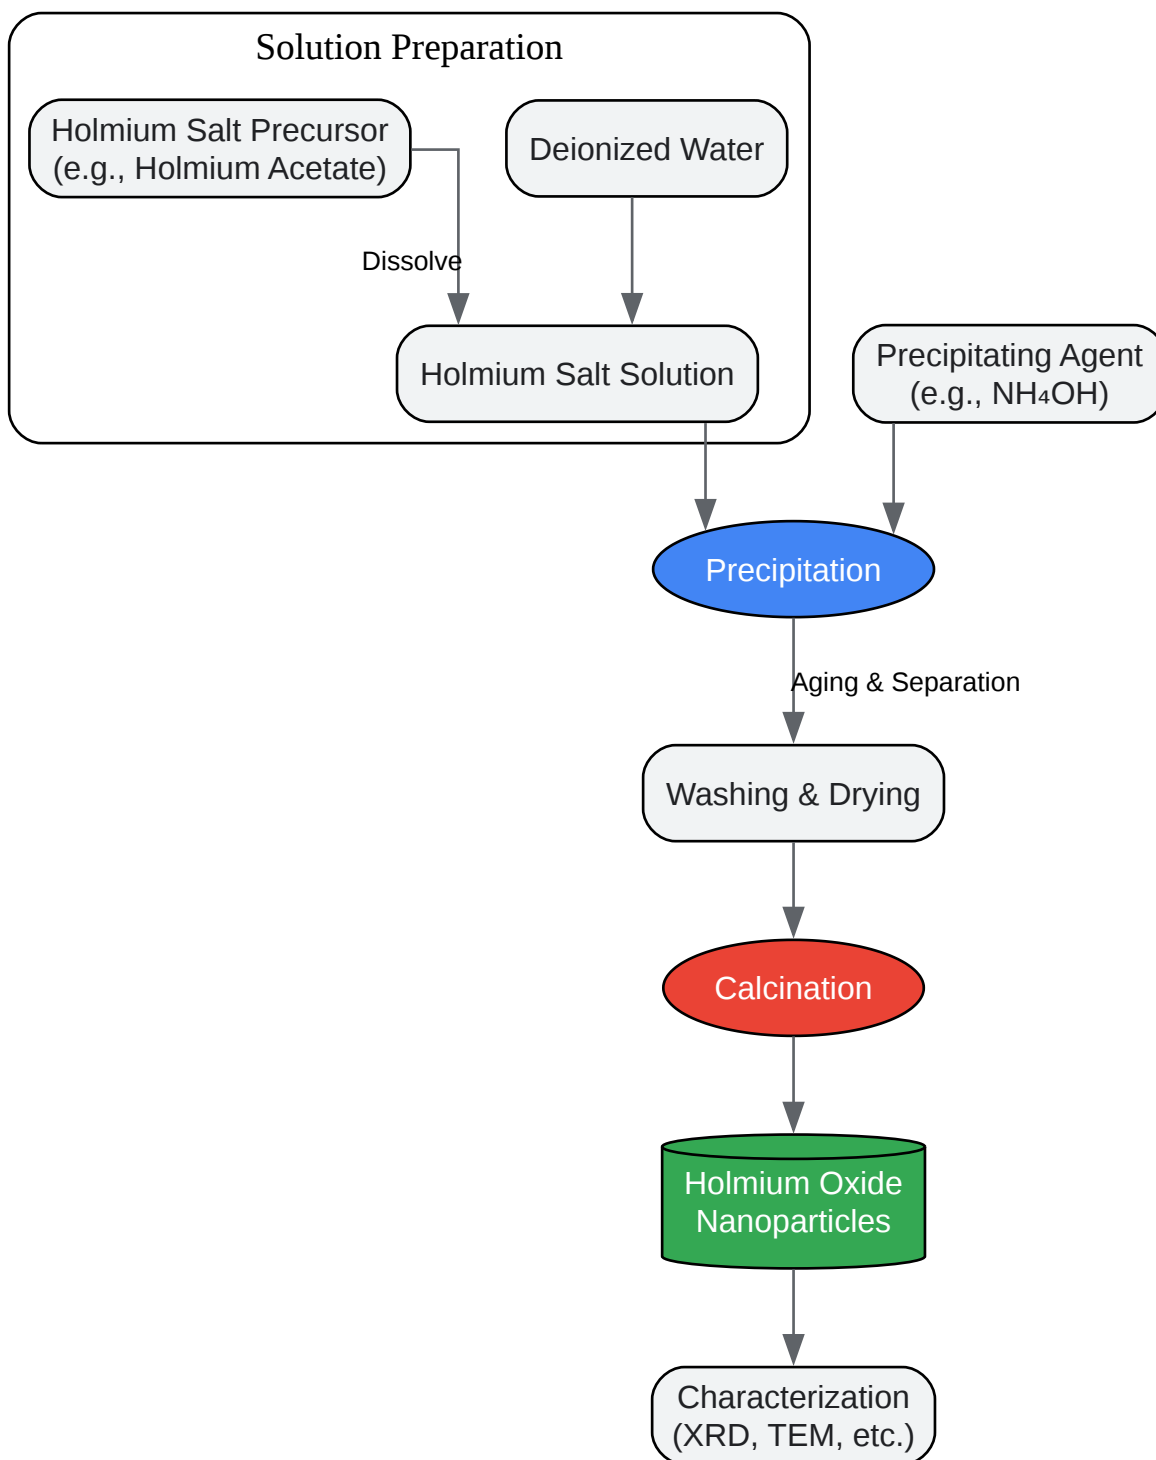 Solution Preparation
Holmium Salt Precursor
(e.g., Holmium Acetate)
Deionized Water
Dissolve
Holmium Salt Solution
Precipitating Agent
(e.g., NH₄OH)
Precipitation
Aging & Separation
Washing & Drying
Calcination
Holmium Oxide
Nanoparticles
Characterization
(XRD, TEM, etc.)